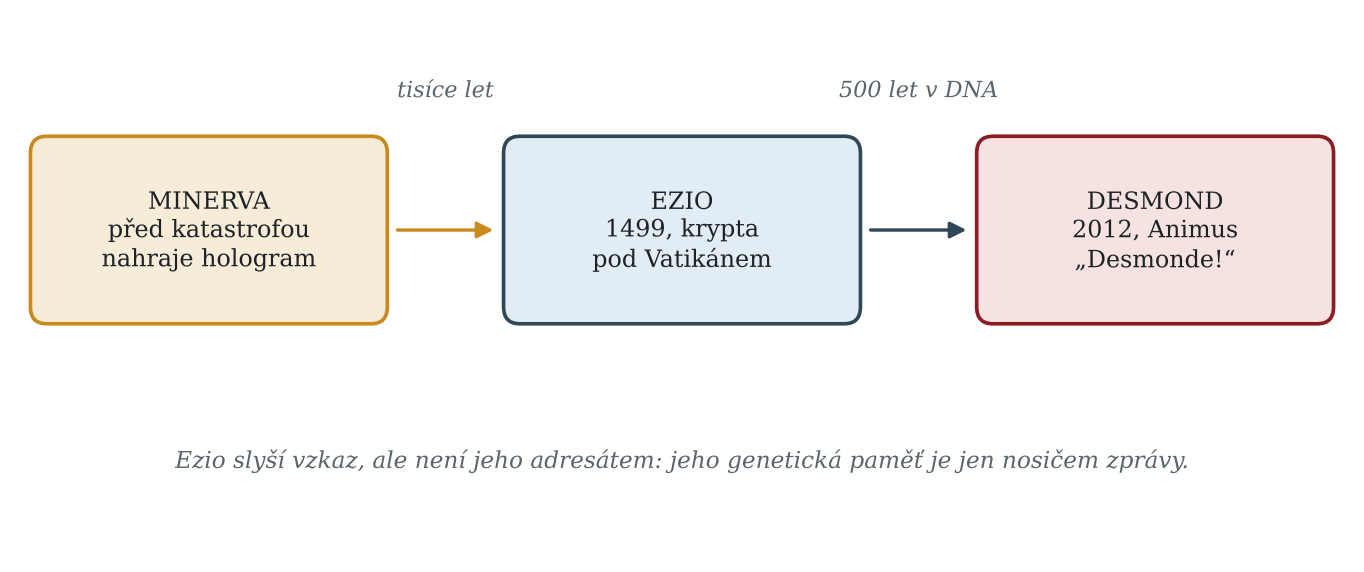 tisíce let
500 let v DNA
MINERVA
před katastrofou
nahraje hologram
EZIO
1499, krypta
pod Vatikánem
DESMOND
2012, Animus
„Desmonde!“
Ezio slyší vzkaz, ale není jeho adresátem: jeho genetická paměť je jen nosičem zprávy.